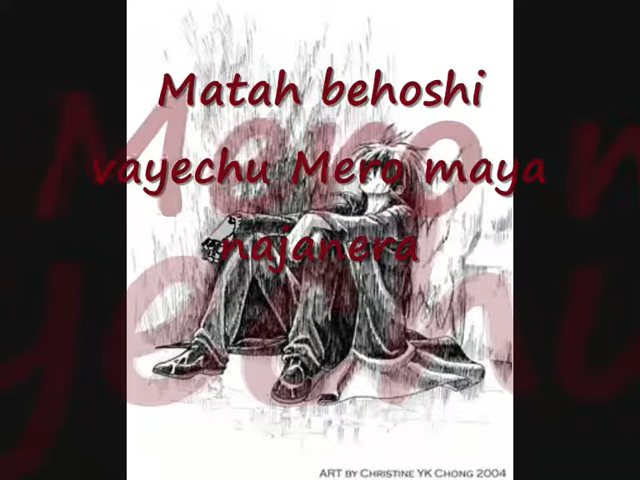 Matah behoshi
vayechu Mero maya
najanera
ART BY CHRISTINE YK CHONG 2004